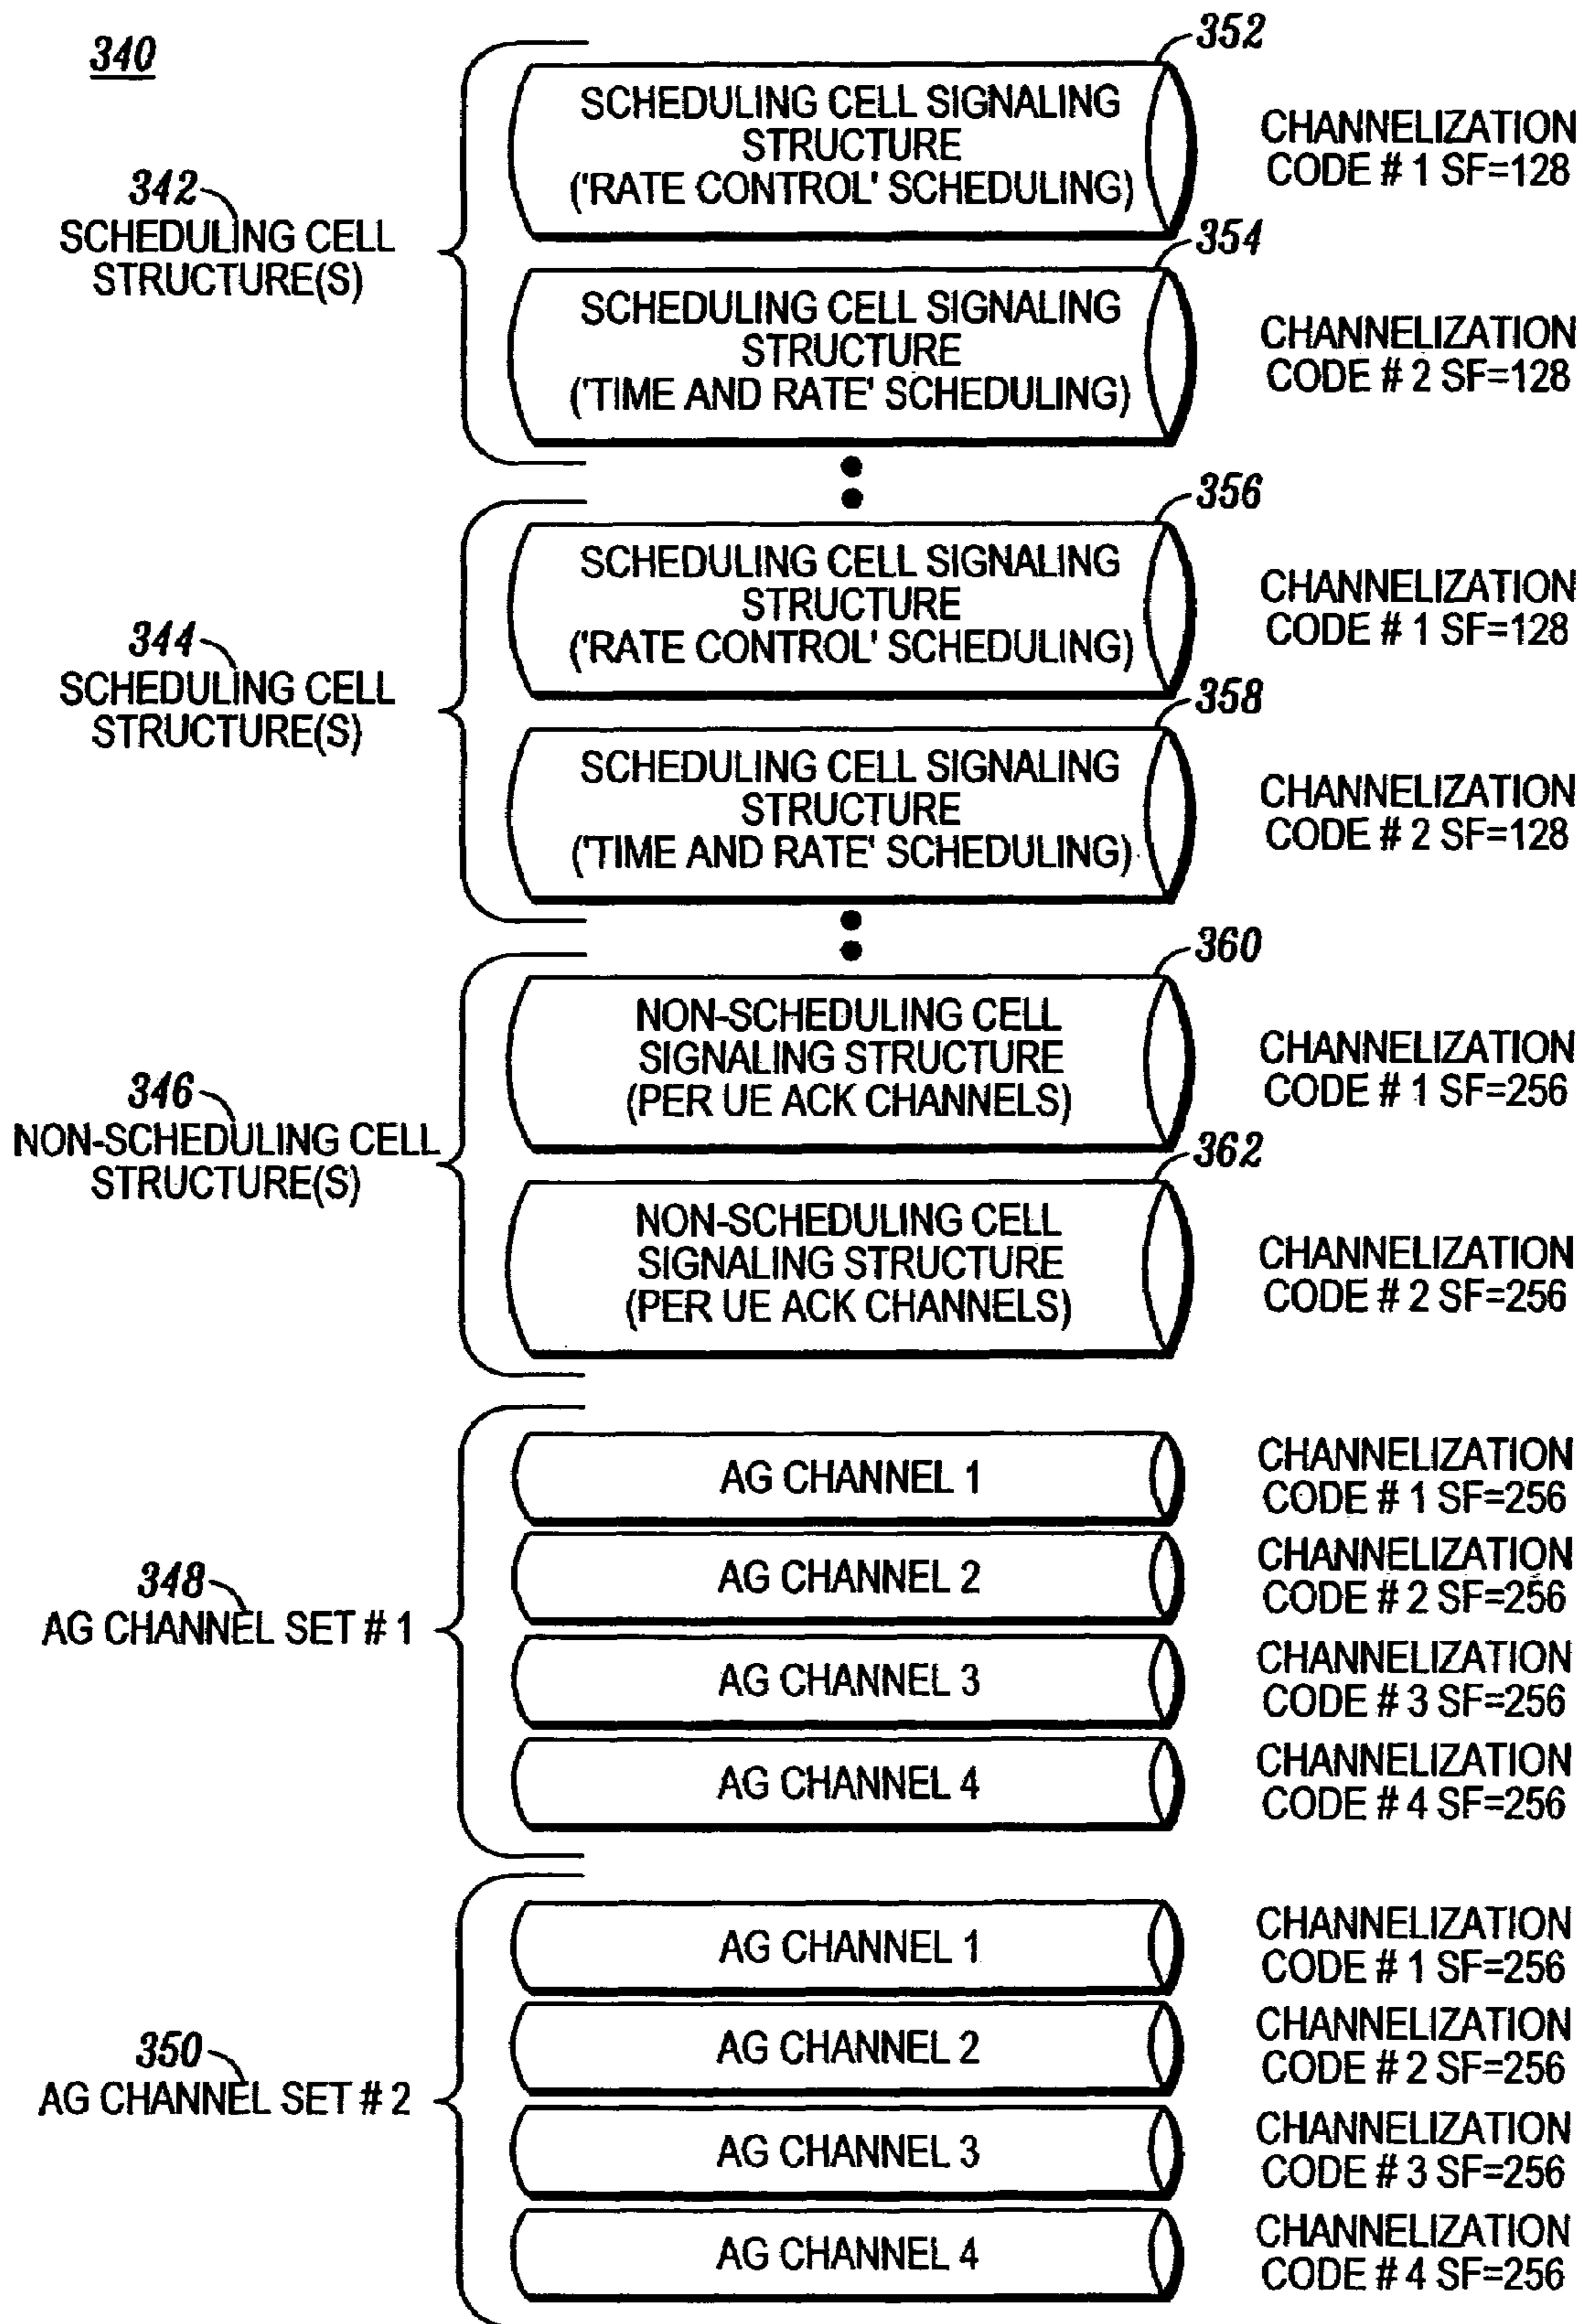 340
352
SCHEDULING CELL SIGNALING
STRUCTURE
('RATE CONTROL' SCHEDULING)
CHANNELIZATION
CODE # 1 SF=128
342
SCHEDULING CELL
STRUCTURE(S)
354
SCHEDULING CELL SIGNALING
STRUCTURE
('TIME AND RATE' SCHEDULING)
CHANNELIZATION
CODE # 2 SF=128
356
SCHEDULING CELL SIGNALING
STRUCTURE
('RATE CONTROL' SCHEDULING)
CHANNELIZATION
CODE # 1 SF=128
344
SCHEDULING CELL
STRUCTURE(S)
358
SCHEDULING CELL SIGNALING
STRUCTURE
('TIME AND RATE' SCHEDULING)
CHANNELIZATION
CODE # 2 SF=128
360
NON-SCHEDULING CELL
SIGNALING STRUCTURE
(PER UE ACK CHANNELS)
CHANNELIZATION
CODE # 1 SF=256
346
NON-SCHEDULING CELL
STRUCTURE(S)
362
NON-SCHEDULING CELL
SIGNALING STRUCTURE
(PER UE ACK CHANNELS)
CHANNELIZATION
CODE # 2 SF=256
AG CHANNEL 1
CHANNELIZATION
CODE # 1 SF=256
348
AG CHANNEL SET # 1
AG CHANNEL 2
CHANNELIZATION
CODE # 2 SF=256
AG CHANNEL 3
CHANNELIZATION
CODE # 3 SF=256
AG CHANNEL 4
CHANNELIZATION
CODE # 4 SF=256
AG CHANNEL 1
CHANNELIZATION
CODE # 1 SF=256
350
AG CHANNEL SET # 2
AG CHANNEL 2
CHANNELIZATION
CODE # 2 SF=256
AG CHANNEL 3
CHANNELIZATION
CODE # 3 SF=256
AG CHANNEL 4
CHANNELIZATION
CODE # 4 SF=256